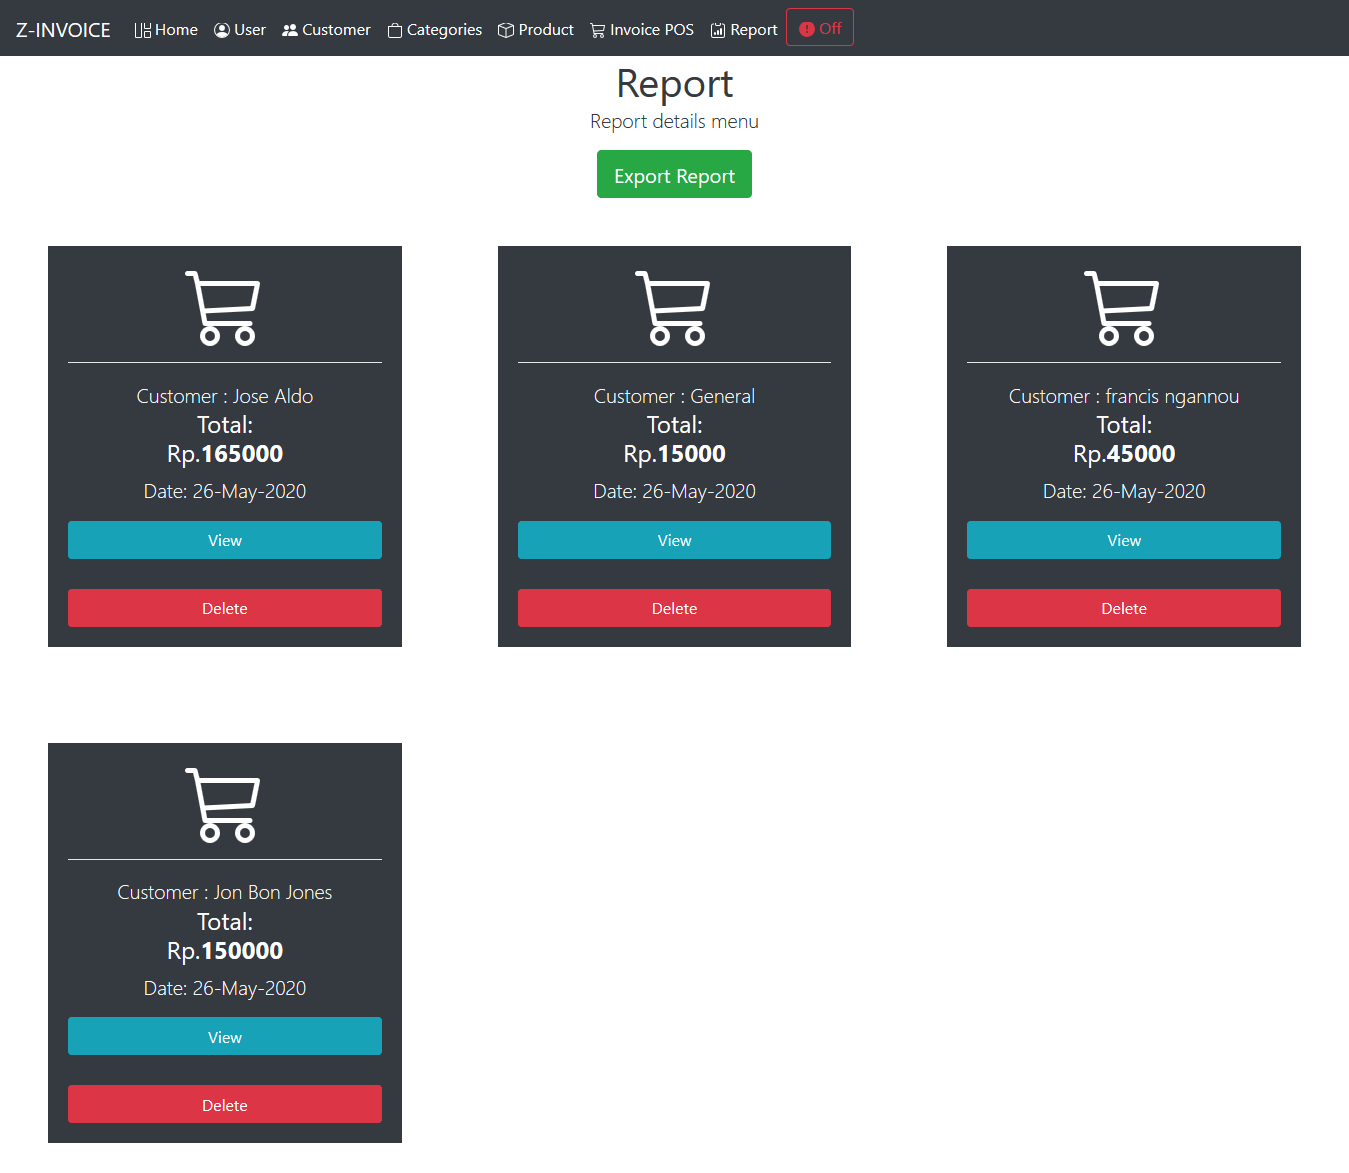 Z-INVOICE Home User Customer Categories Product Invoice POS Report Off
Report
Report details menu
Export Report
Customer : Jose Aldo
Total:
Rp.165000
Date: 26-May-2020
View
Delete
Customer : General
Total:
Rp.15000
Date: 26-May-2020
View
Delete
Customer : francis ngannou
Total:
Rp.45000
Date: 26-May-2020
View
Delete
Customer : Jon Bon Jones
Total:
Rp.150000
Date: 26-May-2020
View
Delete